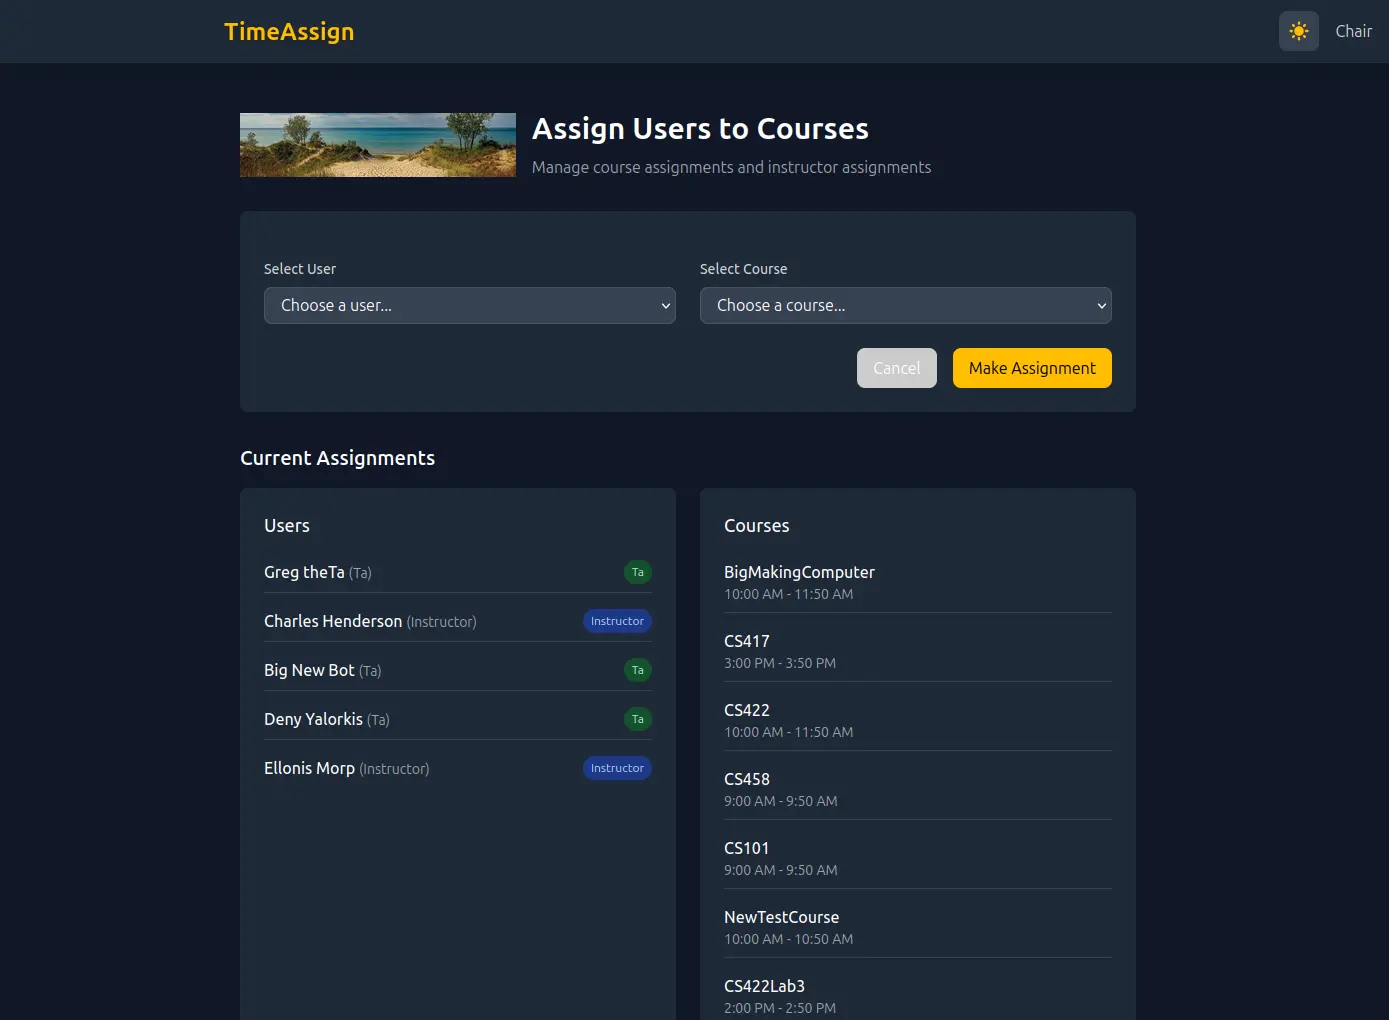 TimeAssign
Chair
Assign Users to Courses
Manage course assignments and instructor assignments
Select User
Select Course
Choose a user...
Choose a course...
Cancel
Make Assignment
Current Assignments
Users
Greg theTa (Ta)
Ta
Charles Henderson (Instructor)
Instructor
Big New Bot (Ta)
Ta
Deny Yalorkis (Ta)
Ta
Ellonis Morp (Instructor)
Instructor
Courses
BigMakingComputer
10:00 AM - 11:50 AM
CS417
3:00 PM - 3:50 PM
CS422
10:00 AM - 11:50 AM
CS458
9:00 AM - 9:50 AM
CS101
9:00 AM - 9:50 AM
NewTestCourse
10:00 AM - 10:50 AM
CS422Lab3
2:00 PM - 2:50 PM